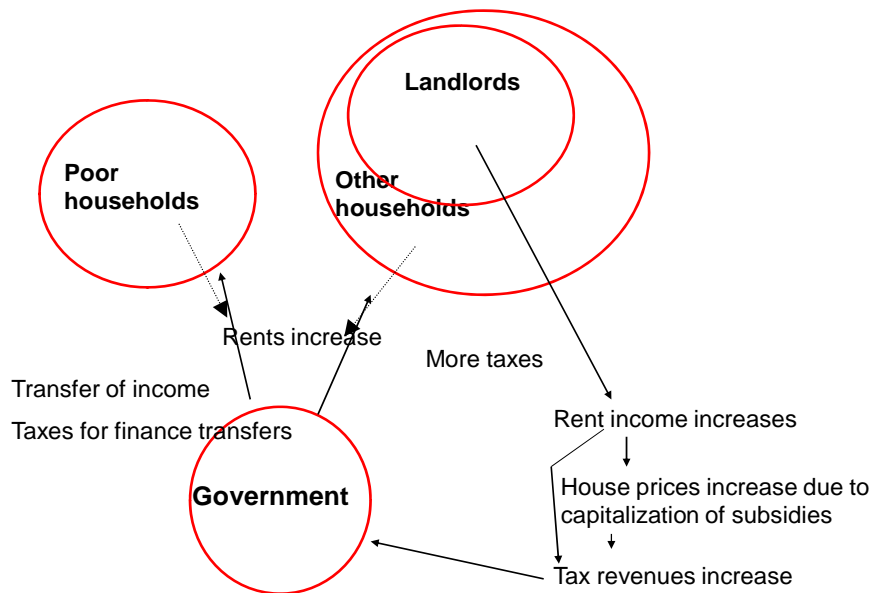 Landlords
Poor
households
Other
households
Rents increase
More taxes
Transfer of income
Taxes for finance transfers
Rent income increases
Government
House prices increase due to
capitalization of subsidies
Tax revenues increase